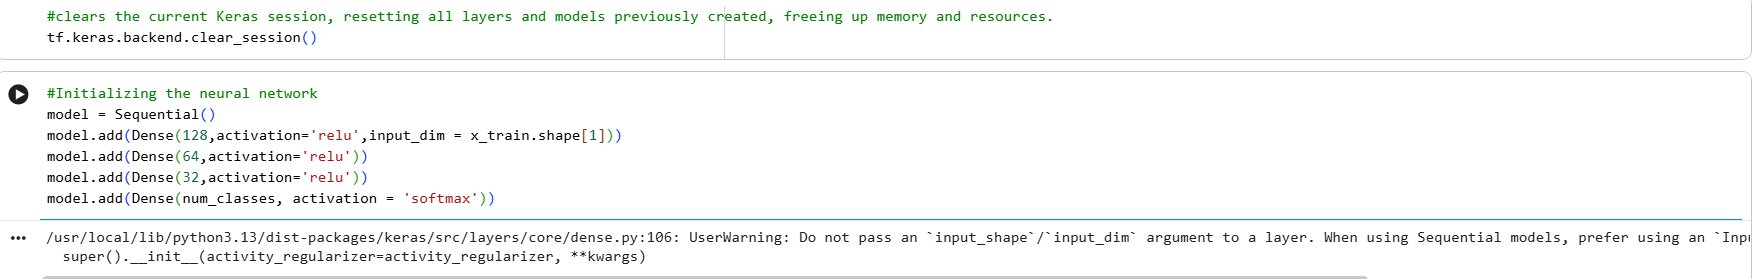 #clears the current Keras session, resetting all layers and models previously created, freeing up memory and resources.
tf.keras.backend.clear_session()
#Initializing the neural network
model = Sequential()
model.add(Dense(128,activation='relu',input_dim = x_train.shape[1]))
model.add(Dense(64,activation='relu'))
model.add(Dense(32,activation='relu'))
model.add(Dense(num_classes, activation = 'softmax'))
/usr/local/lib/python3.13/dist-packages/keras/src/layers/core/dense.py:106: UserWarning: Do not pass an `input_shape`/`input_dim` argument to a layer. When using Sequential models, prefer using an
super().__init__(activity_regularizer=activity_regularizer, **kwargs)